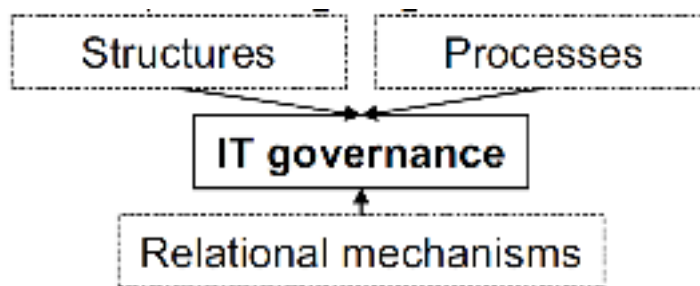 Structures
Processes
IT governance
Relational mechanisms